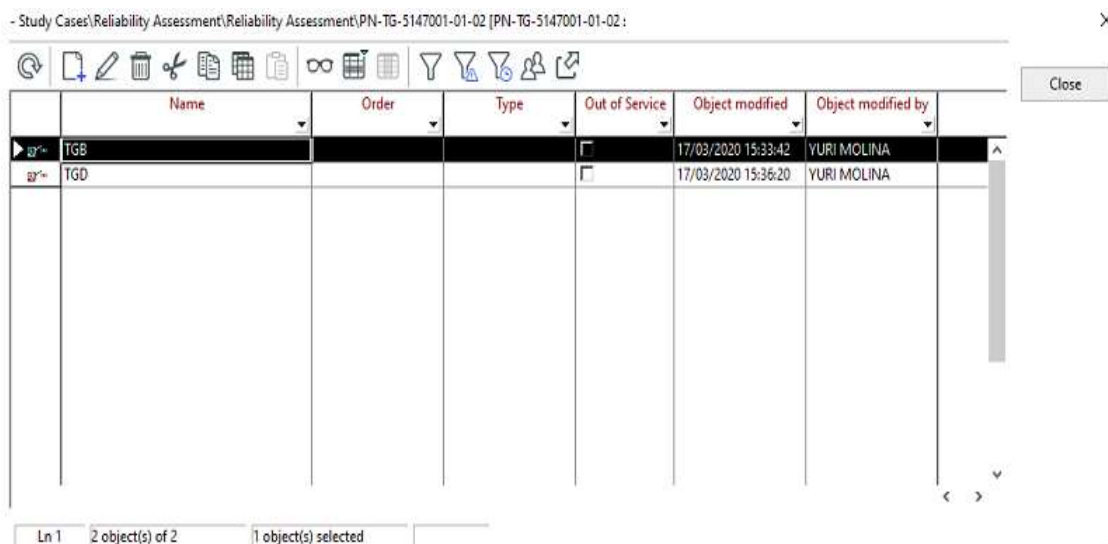 - Study Cases\Reliability Assessment\Reliability Assessment\PN-TG-5147001-01-02 [PN-TG-5147001-01-02 :
Close
Name Order Type Out of Service Object modified Object modified by
TGB 17/03/2020 15:33:42 YURI MOLINA
TGD 17/03/2020 15:36:20 YURI MOLINA
Ln 1 2 object(s) of 2 1 object(s) selected